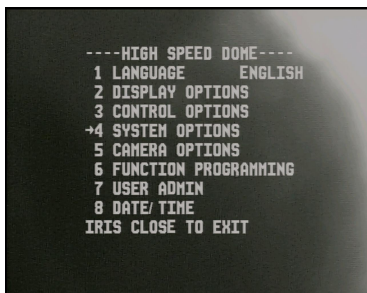 ----HIGH SPEED DOME----
1 LANGUAGE ENGLISH
2 DISPLAY OPTIONS
3 CONTROL OPTIONS
→4 SYSTEM OPTIONS
5 CAMERA OPTIONS
6 FUNCTION PROGRAMMING
7 USER ADMIN
8 DATE/TIME
IRIS CLOSE TO EXIT